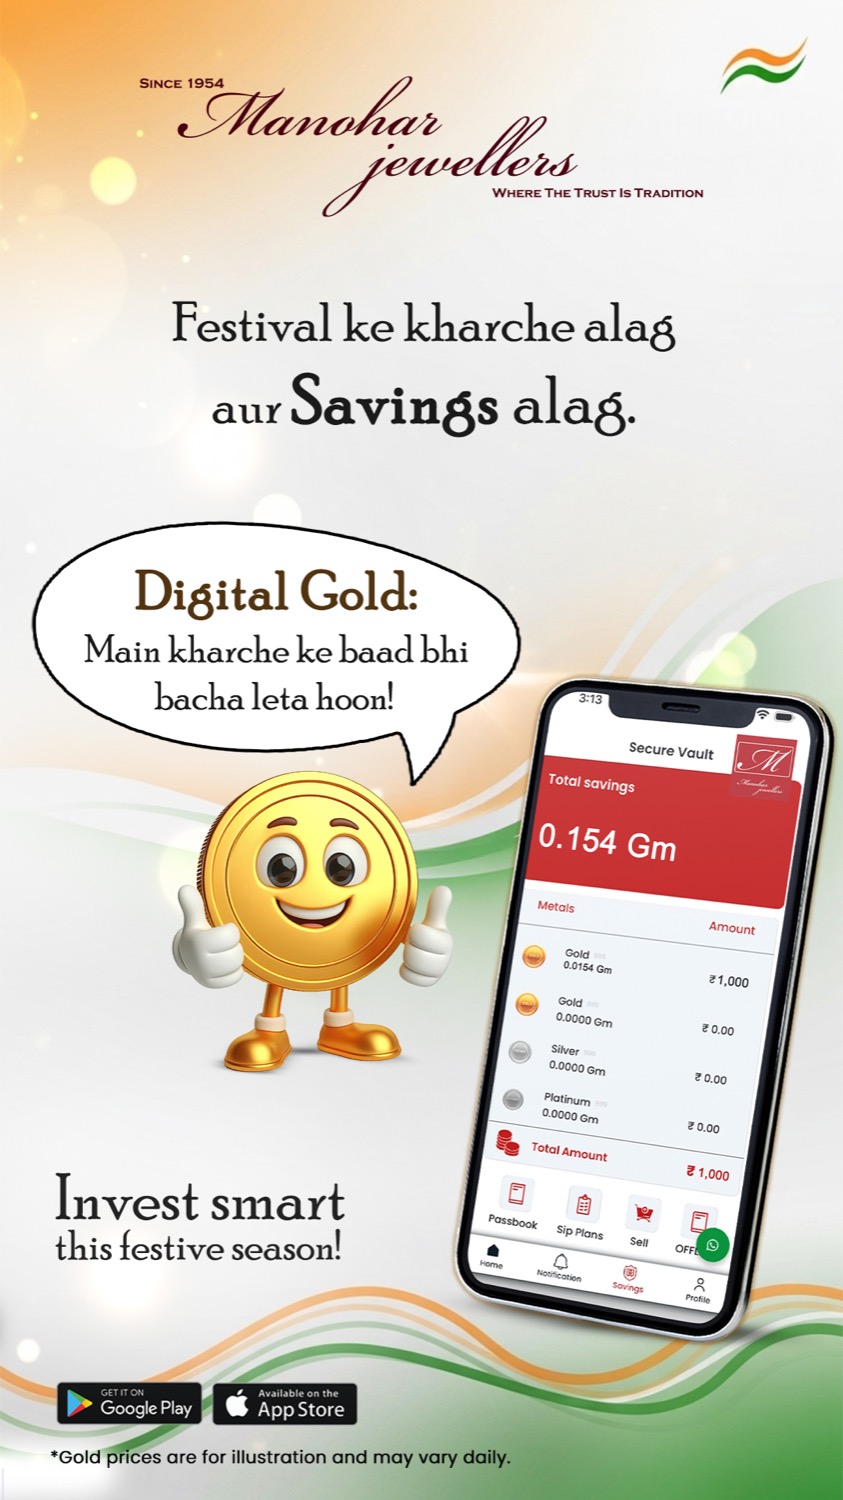 SINCE 1954
Manohar
jewellers
WHERE THE TRUST IS TRADITION
Festival ke kharche alag
aur Savings alag.
Digital Gold:
Main kharche ke baad bhi
bacha leta hoon!
3:13
Secure Vault
M
Manohar
jewellers
Total savings
0.154 Gm
Metals Amount
Gold
0.0154 Gm ₹1,000
Gold
0.0000 Gm ₹ 0.00
Silver
0.0000 Gm ₹ 0.00
Platinum
0.0000 Gm ₹ 0.00
Total Amount ₹ 1,000
Passbook Sip Plans Sell
Home Notification Savings Profile
Invest smart
this festive season!
GET IT ON
Google Play
Available on the
App Store
*Gold prices are for illustration and may vary daily.